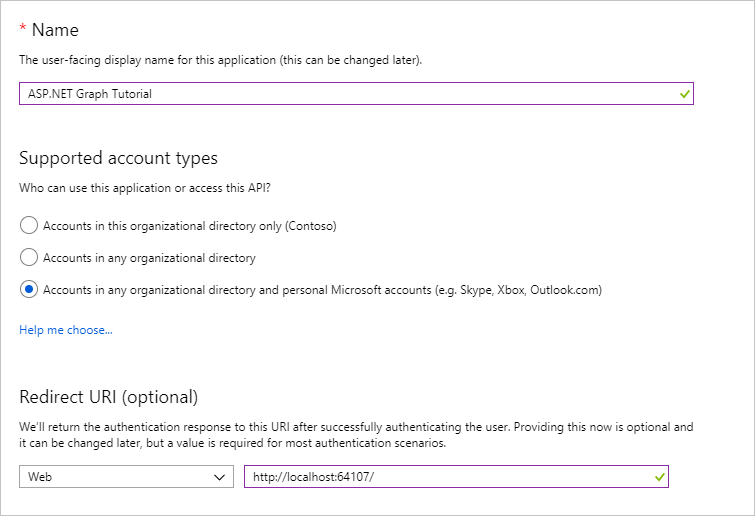 * Name
The user-facing display name for this application (this can be changed later).
ASP.NET Graph Tutorial
Supported account types
Who can use this application or access this API?
Accounts in this organizational directory only (Contoso)
Accounts in any organizational directory
Accounts in any organizational directory and personal Microsoft accounts (e.g. Skype, Xbox, Outlook.com)
Help me choose...
Redirect URI (optional)
We'll return the authentication response to this URI after successfully authenticating the user. Providing this now is optional and
it can be changed later, but a value is required for most authentication scenarios.
Web http://localhost:64107/